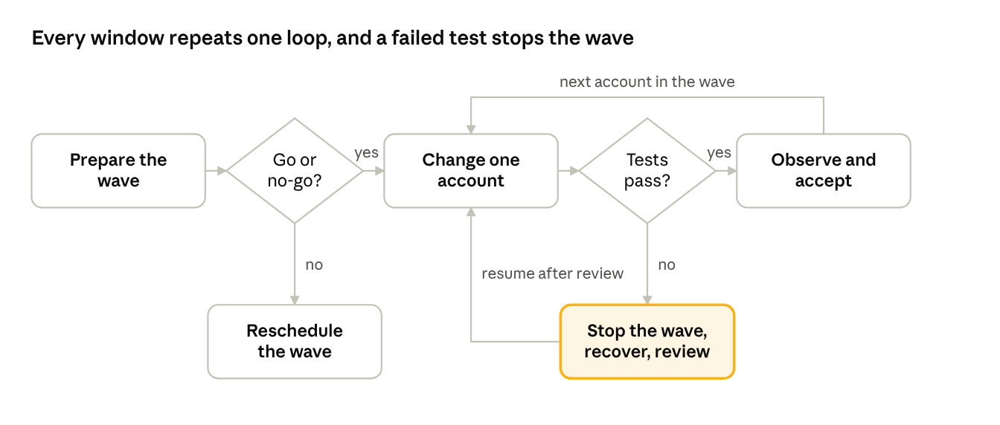 Every window repeats one loop, and a failed test stops the wave
next account in the wave
Prepare the
wave
Go or
no-go?
yes
Change one
account
Tests
pass?
yes
Observe and
accept
no
resume after review
no
Reschedule
the wave
Stop the wave,
recover, review